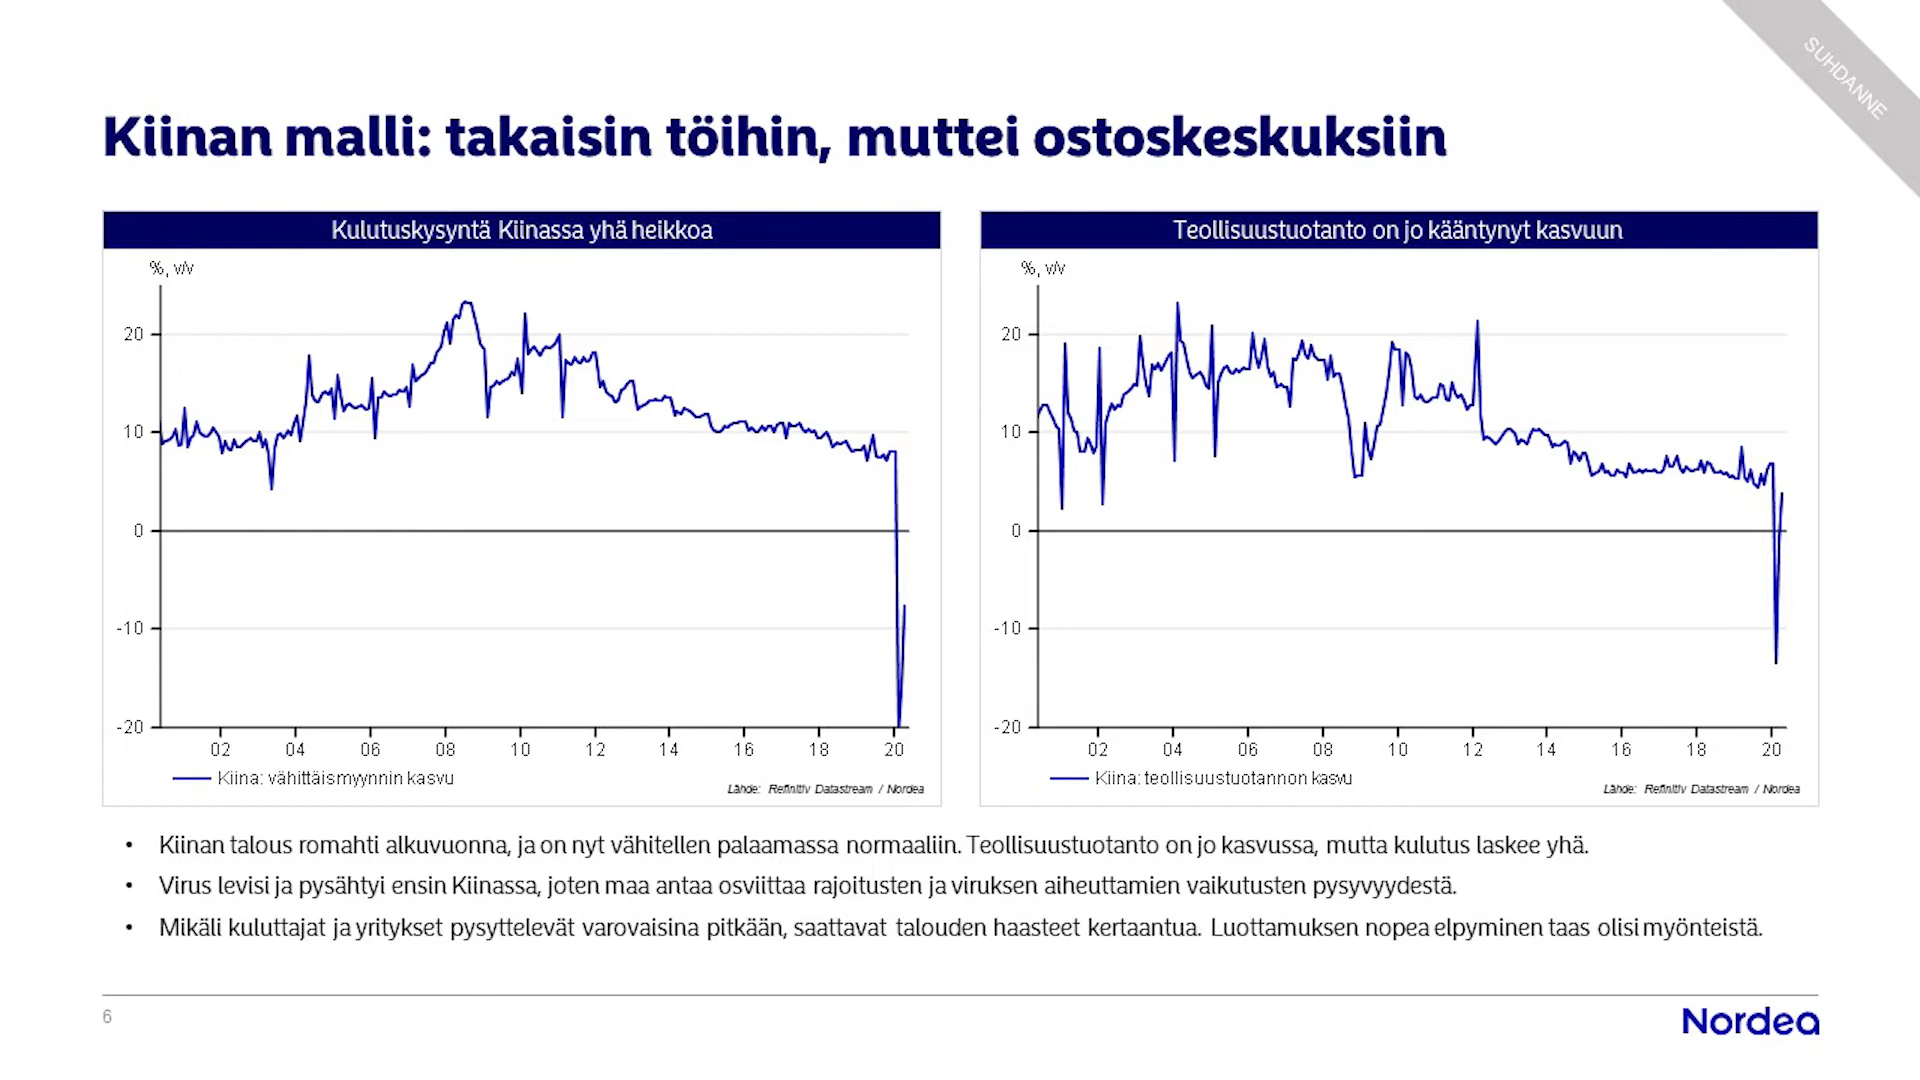 SUHDANNE
Kiinan malli: takaisin töihin, muttei ostoskeskuksiin
Kulutuskysyntä Kiinassa yhä heikkoa
%, v/v
20
10
0
-10
-20
02 04 06 08 10 12 14 16 18 20
Kiina: vähittäismyynnin kasvu
Lähde: Refinitiv Datastream / Nordea
Teollisuustuotanto on jo kääntynyt kasvuun
%, v/v
20
10
0
-10
-20
02 04 06 08 10 12 14 16 18 20
Kiina: teollisuustuotannon kasvu
Lähde: Refinitiv Datastream / Nordea
• Kiinan talous romahti alkuvuonna, ja on nyt vähitellen palaamassa normaaliin. Teollisuustuotanto on jo kasvussa, mutta kulutus laskee yhä.
• Virus levisi ja pysähtyi ensin Kiinassa, joten maa antaa osviittaa rajoitusten ja viruksen aiheuttamien vaikutusten pysyvyydestä.
• Mikäli kuluttajat ja yritykset pysyttelevät varovaisina pitkään, saattavat talouden haasteet kertaantua. Luottamuksen nopea elpyminen taas olisi myönteistä.
6
Nordea